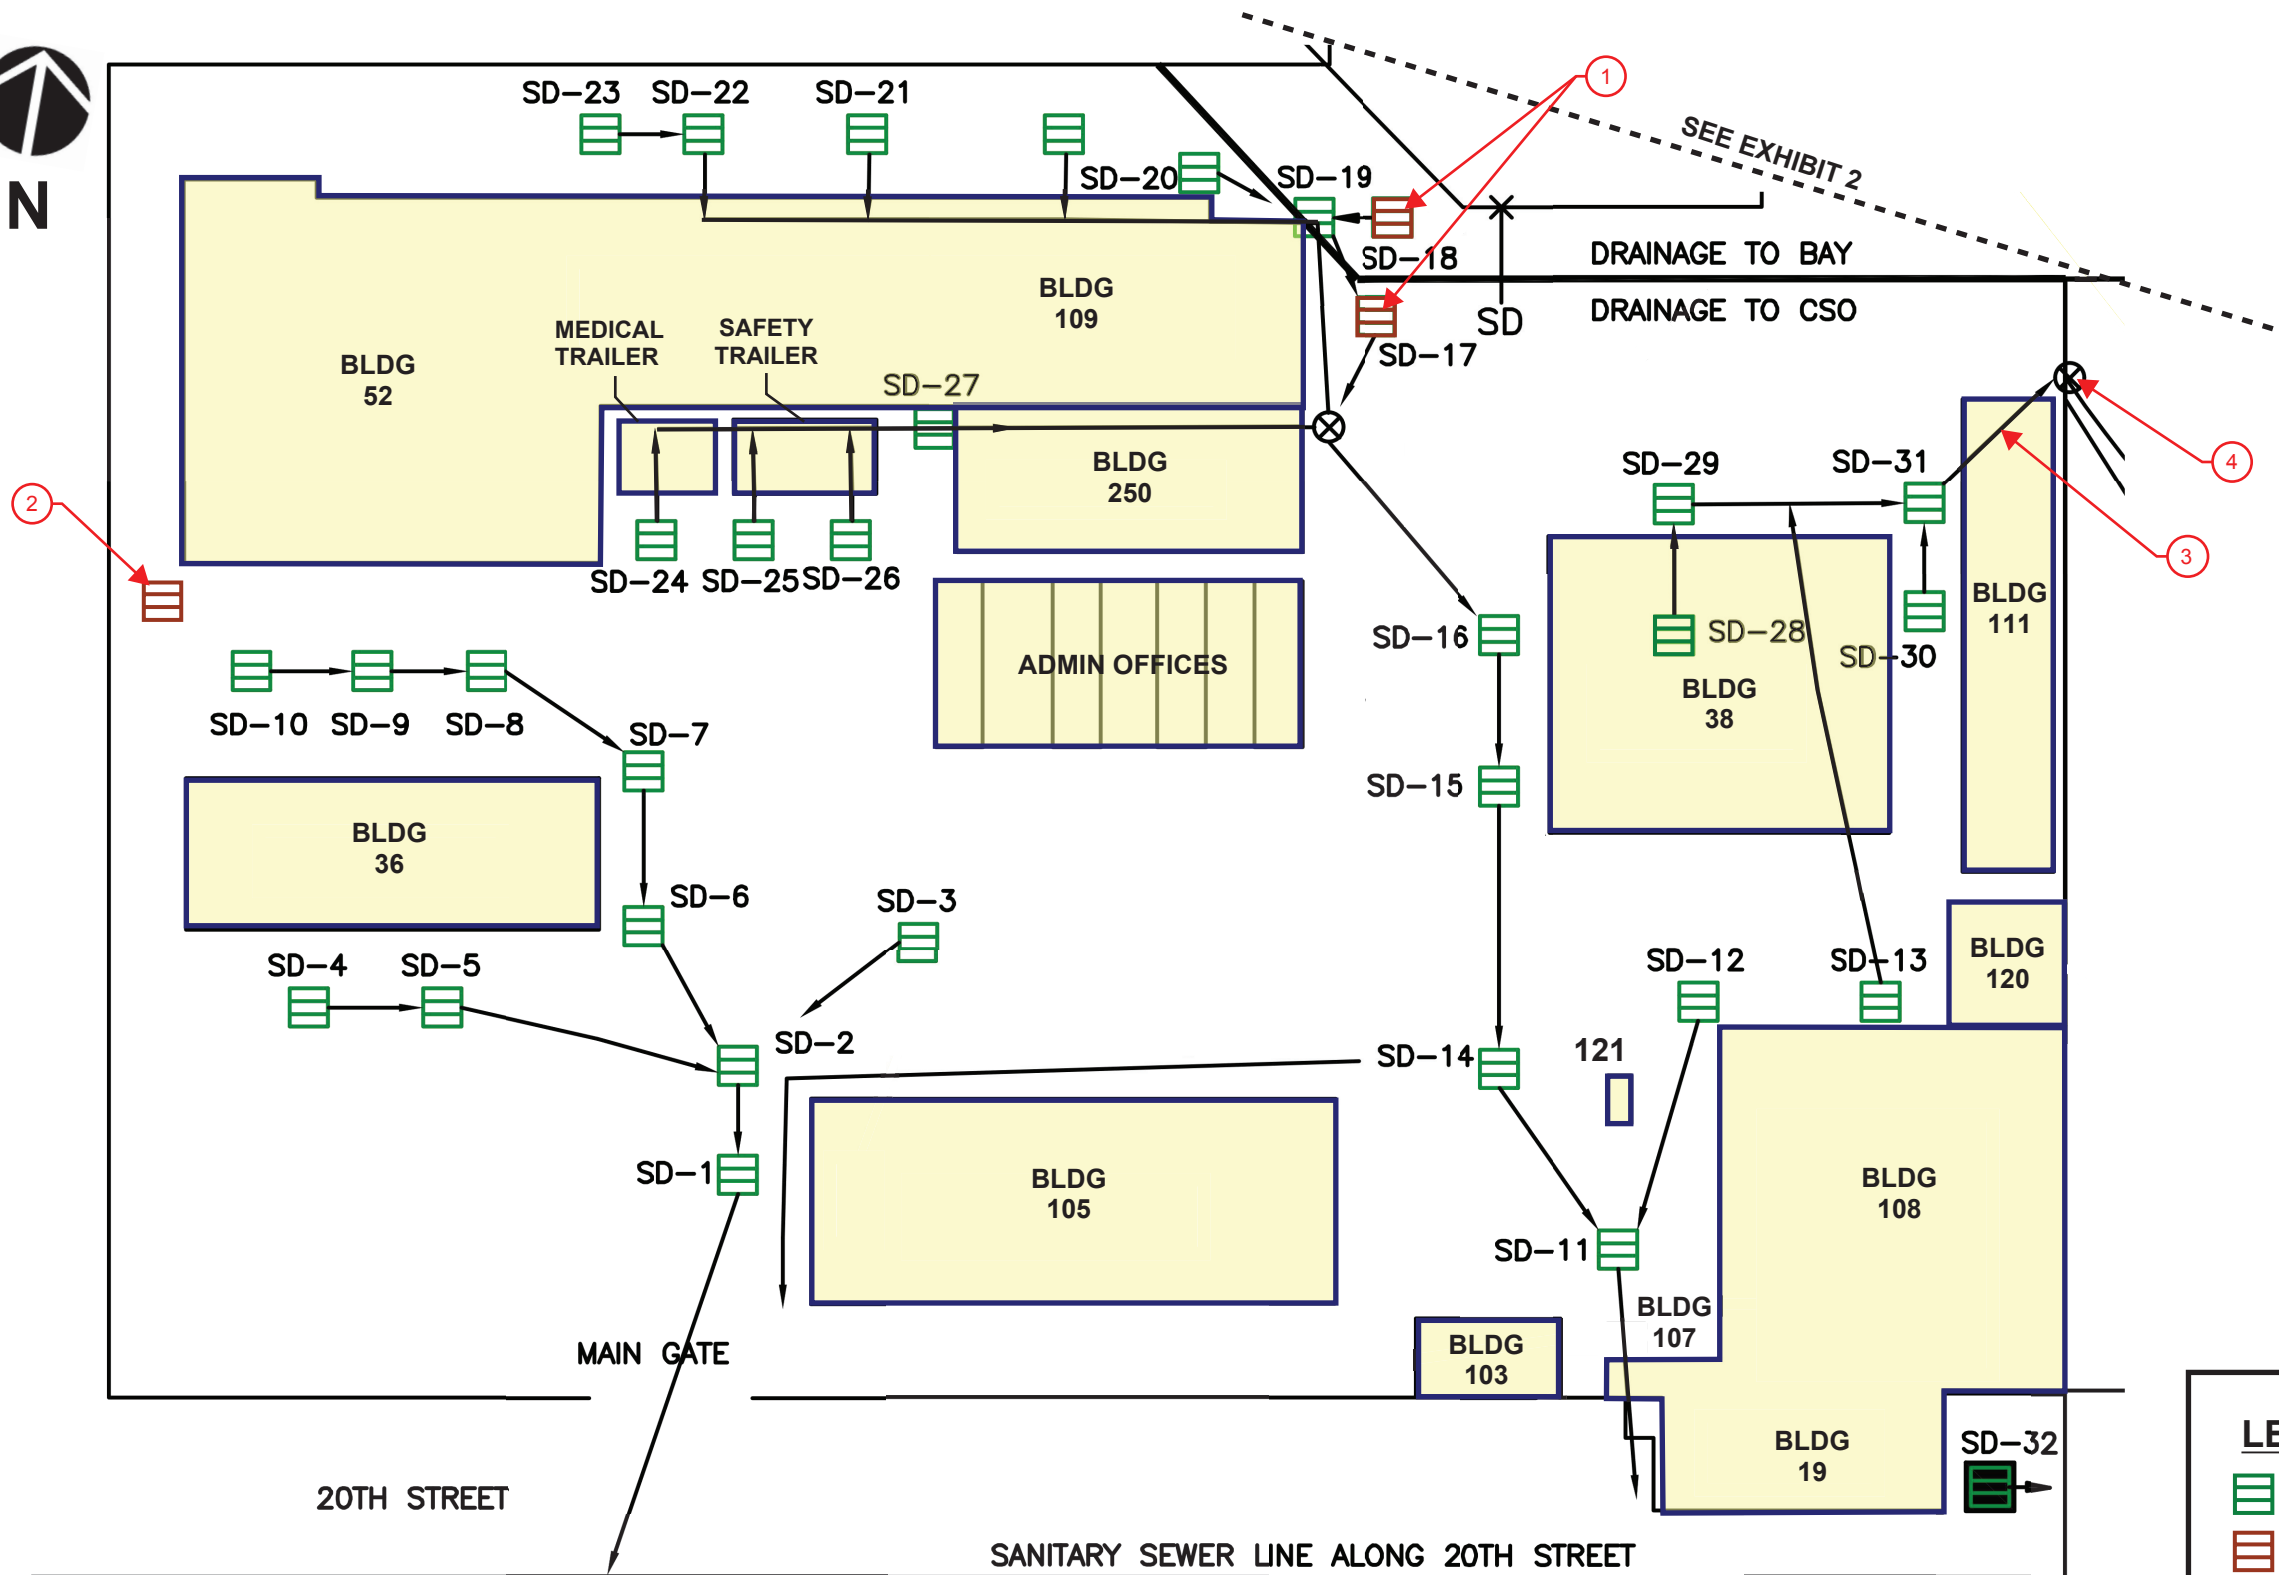 N
SD-23
SD-22
SD-21
1
SEE EXHIBIT 2
SD-20
SD-19
SD-18
DRAINAGE TO BAY
DRAINAGE TO CSO
SD
SD-17
BLDG
109
MEDICAL
TRAILER
SAFETY
TRAILER
BLDG
52
SD-27
BLDG
250
SD-29
SD-31
4
2
3
SD-24
SD-25
SD-26
BLDG
111
SD-16
SD-28
SD-30
ADMIN OFFICES
BLDG
38
SD-10
SD-9
SD-8
SD-7
SD-15
BLDG
36
SD-6
SD-3
SD-4
SD-5
SD-12
SD-13
BLDG
120
SD-2
SD-14
121
SD-1
BLDG
105
BLDG
108
SD-11
BLDG
107
MAIN GATE
BLDG
103
BLDG
19
SD-32
LE
20TH STREET
SANITARY SEWER LINE ALONG 20TH STREET